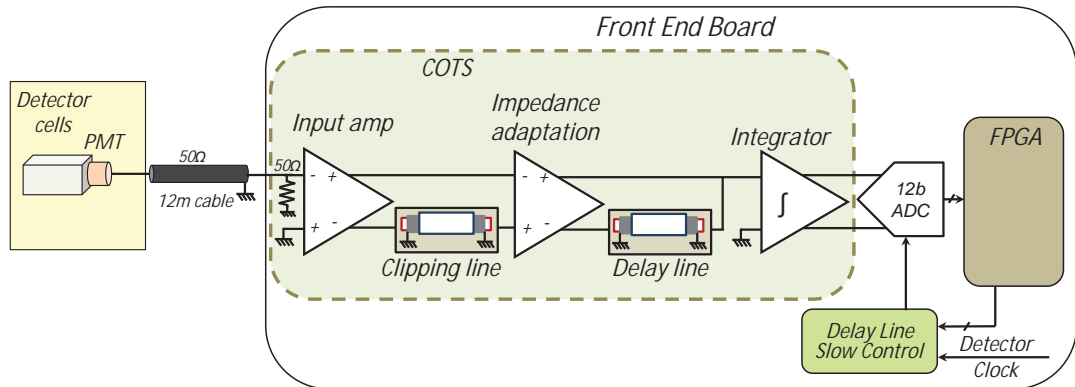 Front End Board
COTS
Detector
cells
PMT
50Ω
12m cable
50Ω
Input amp
- +
+ -
Clipping line
Impedance
adaptation
- +
+ -
Delay line
Integrator
∫
12b
ADC
FPGA
Delay Line
Slow Control
Detector
Clock